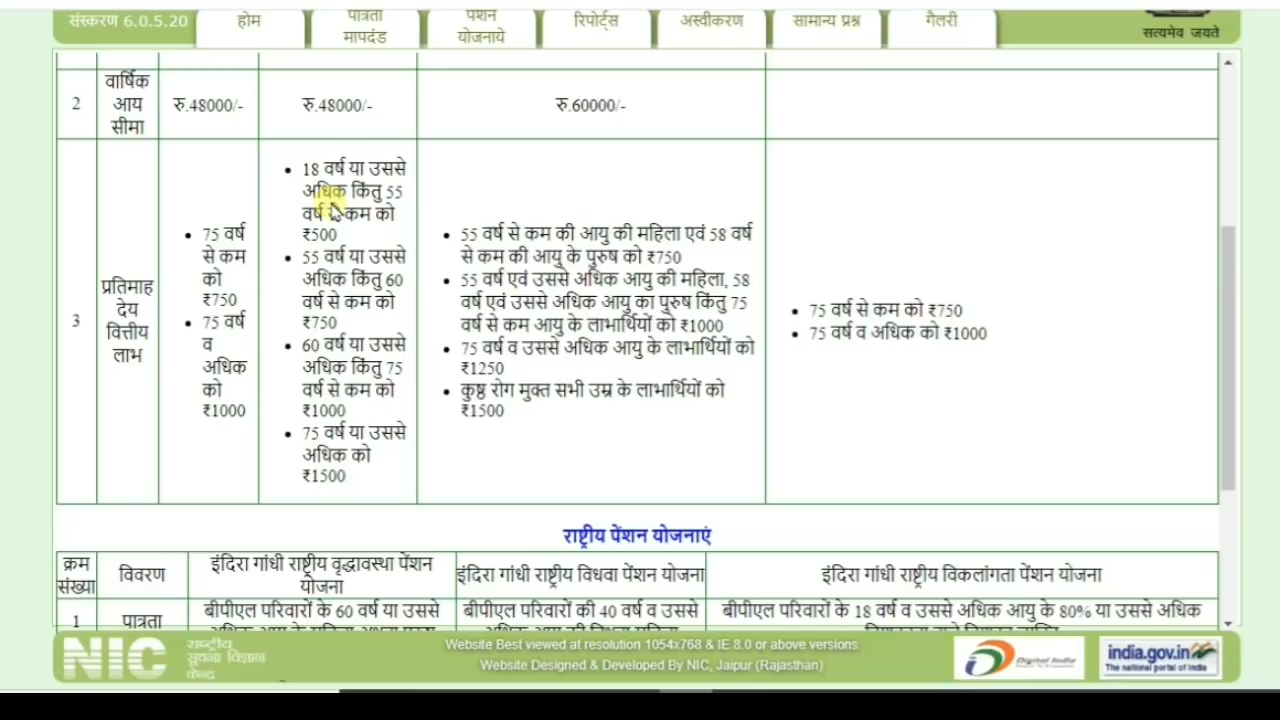 संस्करण 6.0.5.20
होम
पात्रता
मापदंड
पेंशन
योजनाये
रिपोर्ट्स
अस्वीकरण
सामान्य प्रश्न
गैलरी
सत्यमेव जयते
2
वार्षिक
आय
सीमा
रु.48000/-
रु.48000/-
रु.60000/-
3
प्रतिमाह
देय
वित्तीय
लाभ
• 75 वर्ष
से कम
को
₹750
• 75 वर्ष
व
अधिक
को
₹1000
• 18 वर्ष या उससे
अधिक किंतु 55
वर्ष कम को
₹500
• 55 वर्ष या उससे
अधिक किंतु 60
वर्ष से कम को
₹750
• 60 वर्ष या उससे
अधिक किंतु 75
वर्ष से कम को
₹1000
• 75 वर्ष या उससे
अधिक को
₹1500
• 55 वर्ष से कम की आयु की महिला एवं 58 वर्ष
से कम की आयु के पुरुष को ₹750
• 55 वर्ष एवं उससे अधिक आयु की महिला, 58
वर्ष एवं उससे अधिक आयु का पुरुष किंतु 75
वर्ष से कम आयु के लाभार्थियों को ₹1000
• 75 वर्ष व उससे अधिक आयु के लाभार्थियों को
₹1250
• कुष्ठ रोग मुक्त सभी उम्र के लाभार्थियों को
₹1500
• 75 वर्ष से कम को ₹750
• 75 वर्ष व अधिक को ₹1000
राष्ट्रीय पेंशन योजनाएं
क्रम
संख्या
विवरण
इंदिरा गांधी राष्ट्रीय वृद्धावस्था पेंशन
योजना
इंदिरा गांधी राष्ट्रीय विधवा पेंशन योजना
इंदिरा गांधी राष्ट्रीय विकलांगता पेंशन योजना
1
पात्रता
बीपीएल परिवारों के 60 वर्ष या उससे
बीपीएल परिवारों की 40 वर्ष व उससे
बीपीएल परिवारों के 18 वर्ष व उससे अधिक आयु के 80% या उससे अधिक
NIC
राष्ट्रीय
सूचना विज्ञान
केन्द्र
Website Best viewed at resolution 1054x768 & IE 8.0 or above versions
Website Designed & Developed By NIC, Jaipur (Rajasthan)
Digital India
india.gov.in
The national portal of India